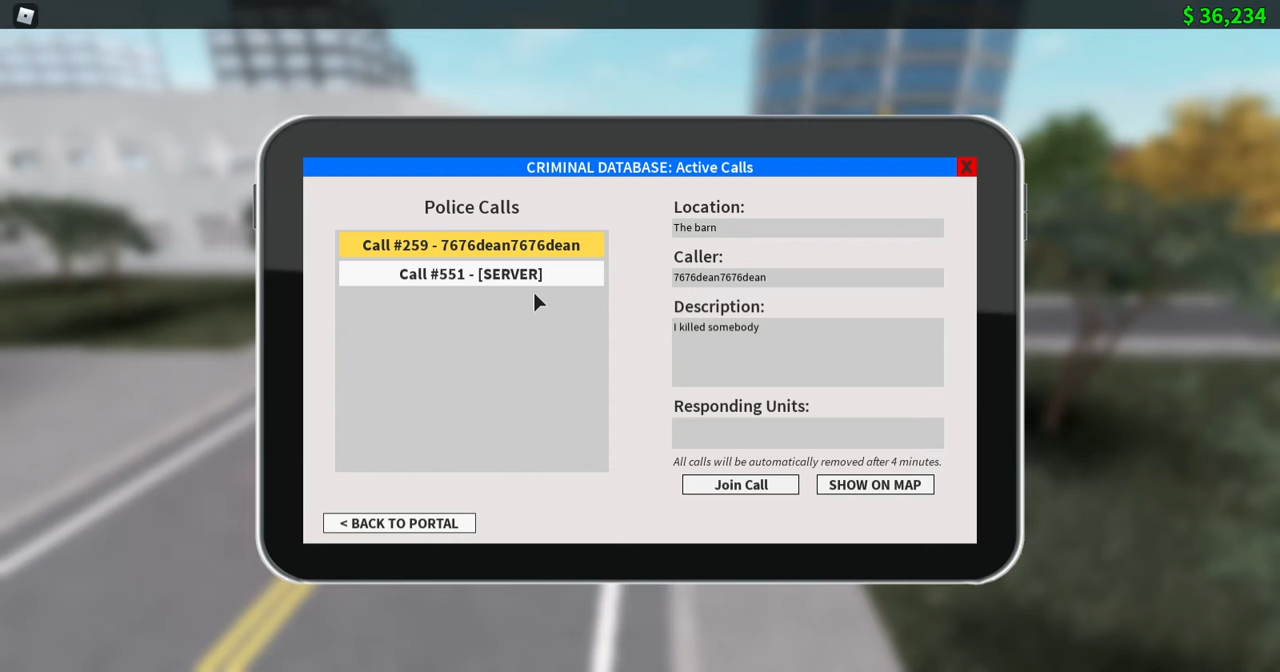 $ 36,234
CRIMINAL DATABASE: Active Calls
X
Police Calls
Call #259 - 7676dean7676dean
Call #551 - [SERVER]
< BACK TO PORTAL
Location:
The barn
Caller:
7676dean7676dean
Description:
I killed somebody
Responding Units:
All calls will be automatically removed after 4 minutes.
Join Call
SHOW ON MAP